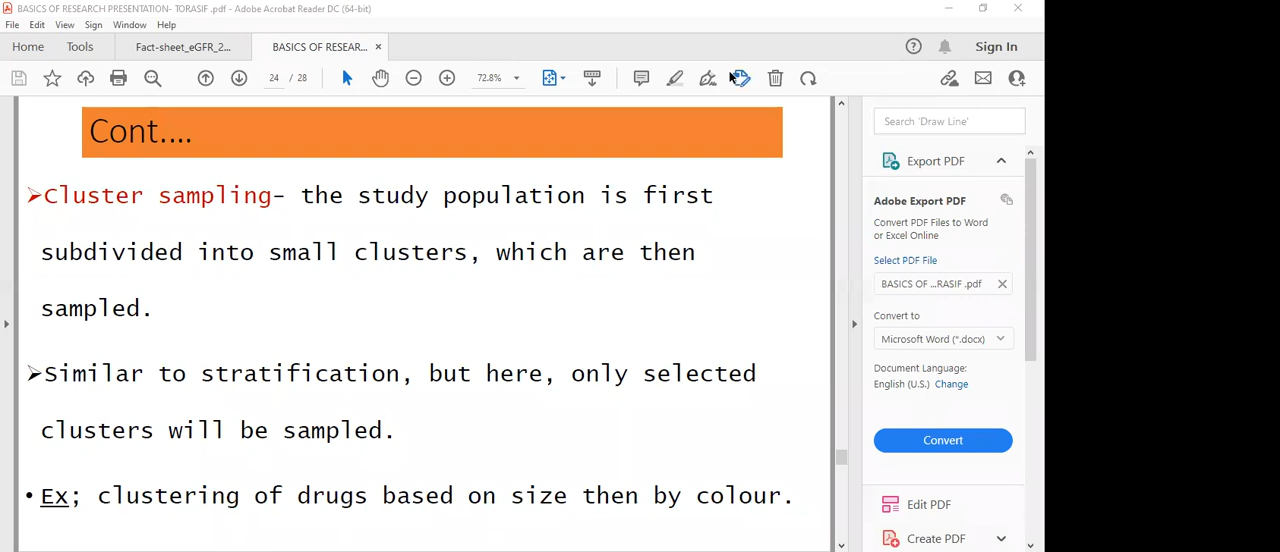 BASICS OF RESEARCH PRESENTATION- TORASIF .pdf - Adobe Acrobat Reader DC (64-bit)
File Edit View Sign Window Help
Home Tools Fact-sheet_eGFR_2... BASICS OF RESEAR... × Sign In
24 / 28 72.8%
Cont....
➢Cluster sampling- the study population is first
subdivided into small clusters, which are then
sampled.
➢Similar to stratification, but here, only selected
clusters will be sampled.
• Ex; clustering of drugs based on size then by colour.
Search 'Draw Line'
Export PDF
Adobe Export PDF
Convert PDF Files to Word
or Excel Online
Select PDF File
BASICS OF ...RASIF .pdf
Convert to
Microsoft Word (*.docx)
Document Language:
English (U.S.) Change
Convert
Edit PDF
Create PDF